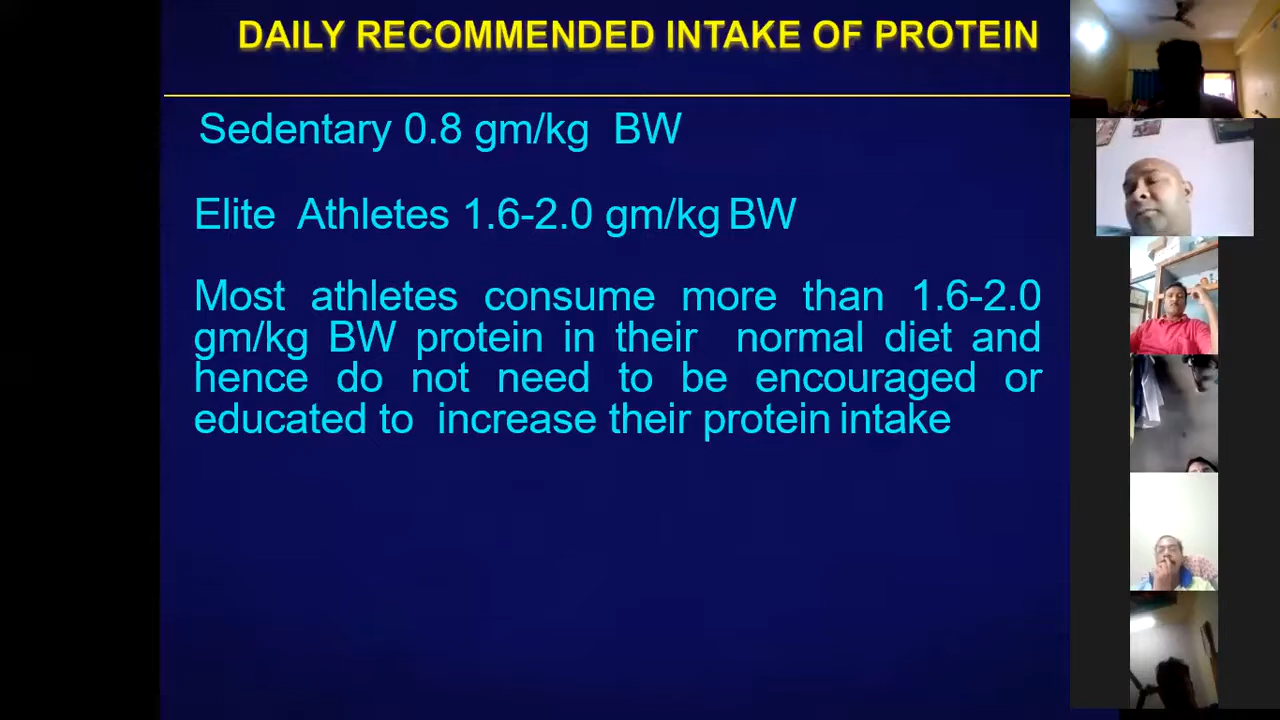 DAILY RECOMMENDED INTAKE OF PROTEIN
Sedentary 0.8 gm/kg BW
Elite Athletes 1.6-2.0 gm/kg BW
Most athletes consume more than 1.6-2.0
gm/kg BW protein in their normal diet and
hence do not need to be encouraged or
educated to increase their protein intake